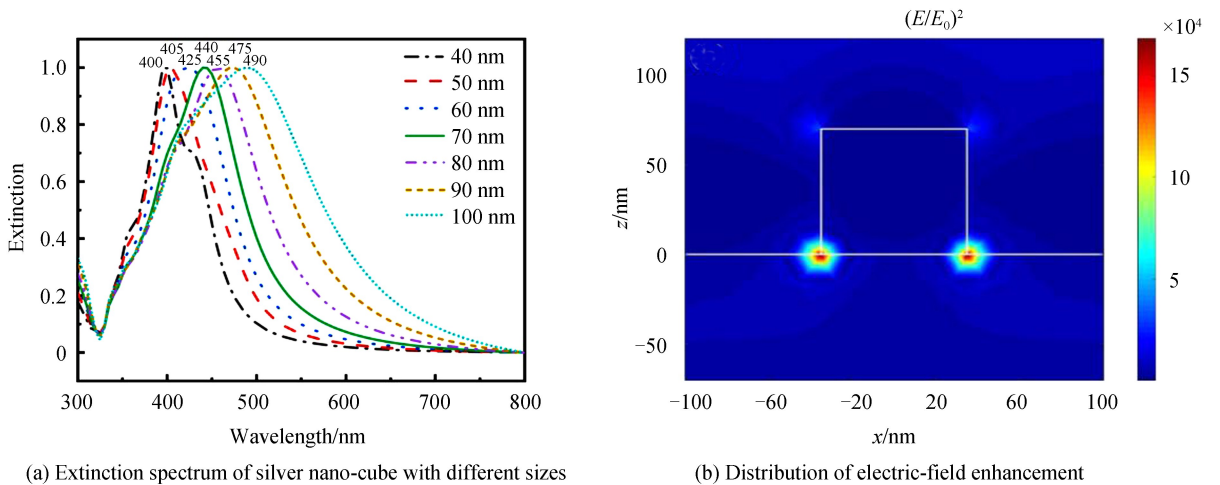 405 440 475
400 425 455 490
1.0
0.8
0.6
0.4
0.2
0
Extinction
40 nm
50 nm
60 nm
70 nm
80 nm
90 nm
100 nm
300 400 500 600 700 800
Wavelength/nm
(a) Extinction spectrum of silver nano-cube with different sizes
(E/E₀)²
×10⁴
100
50
0
−50
z/nm
15
10
5
−100 −60 −20 20 60 100
x/nm
(b) Distribution of electric-field enhancement